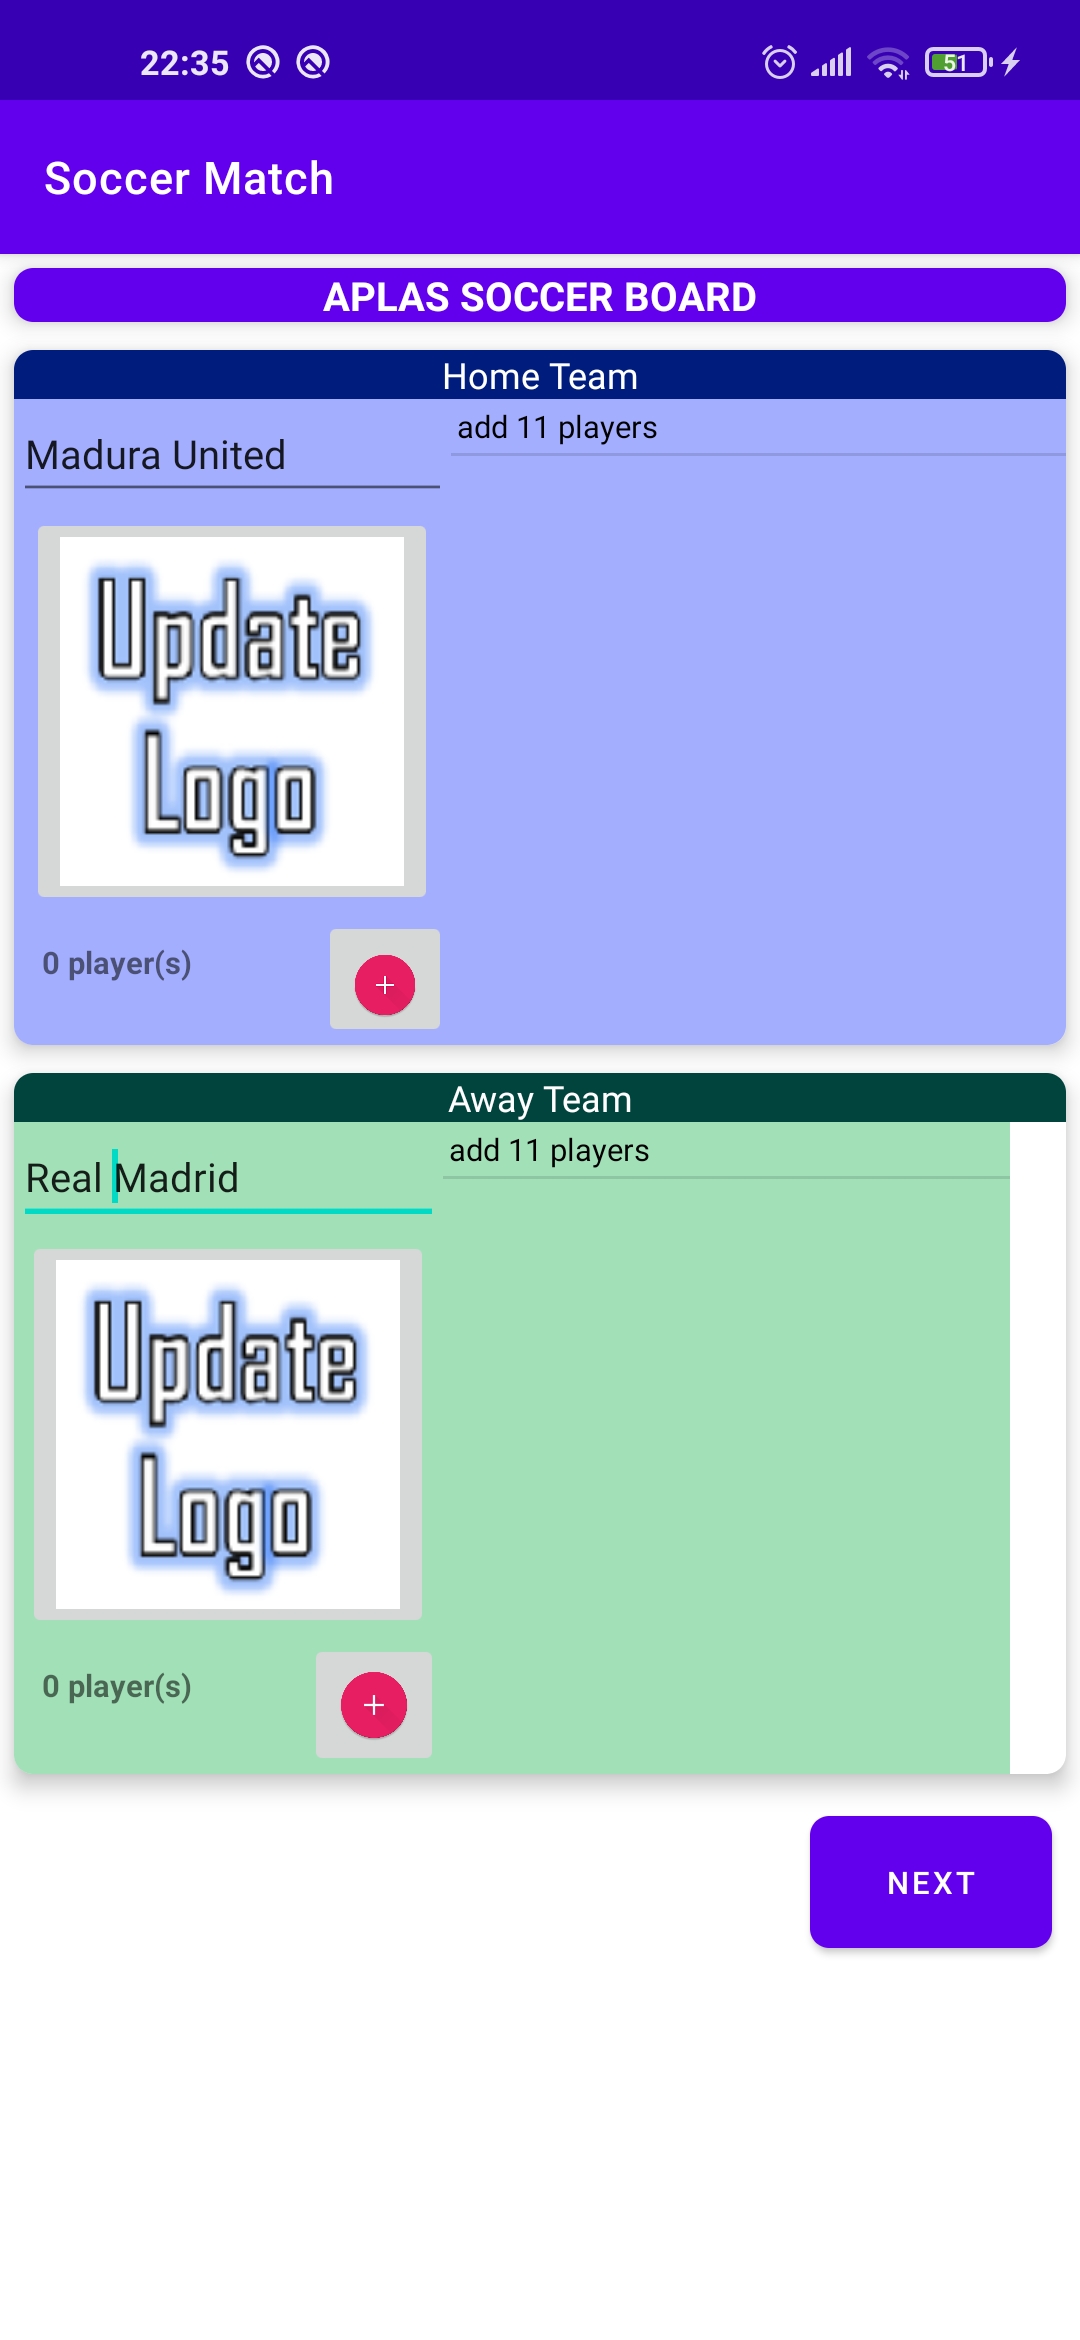 22:35
51
Soccer Match
APLAS SOCCER BOARD
Home Team
Madura United
add 11 players
Update
Logo
0 player(s)
+
Away Team
Real Madrid
add 11 players
Update
Logo
0 player(s)
+
NEXT